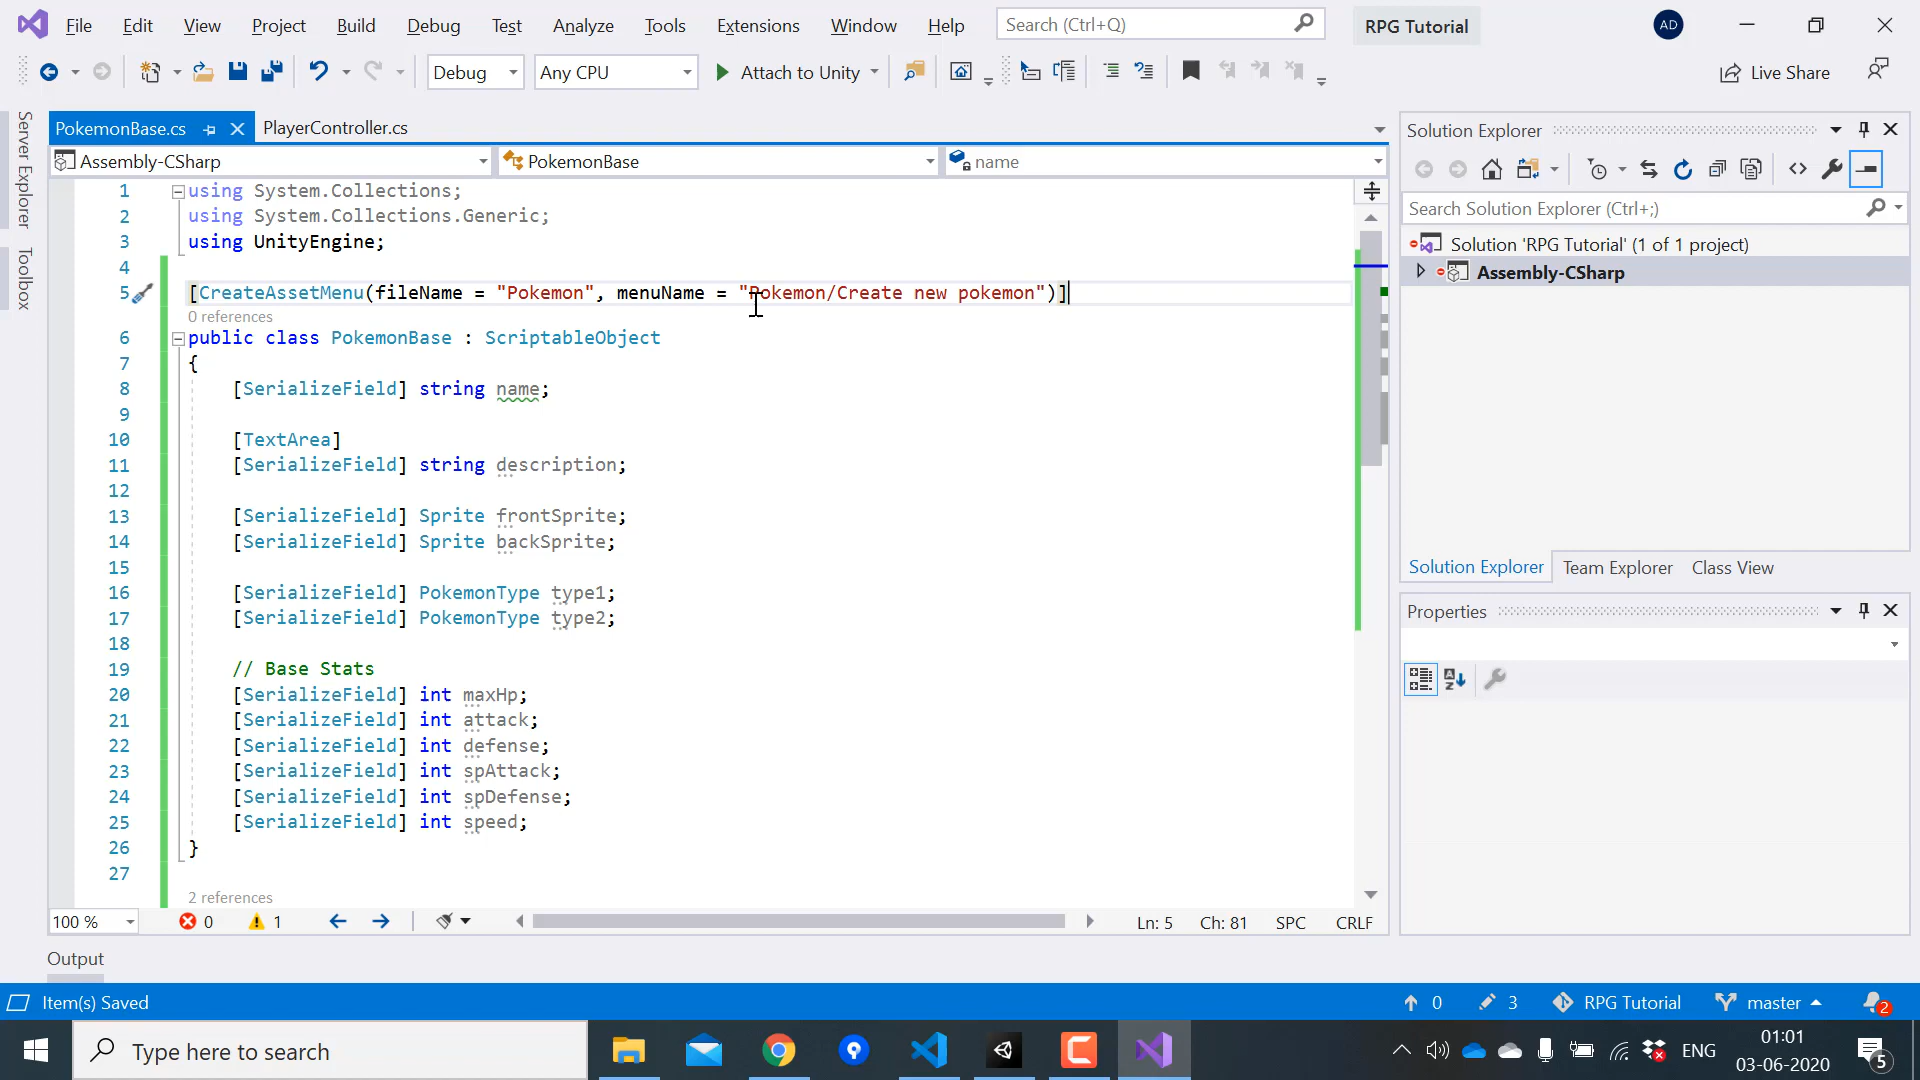 File Edit View Project Build Debug Test Analyze Tools Extensions Window Help Search (Ctrl+Q) RPG Tutorial AD
Debug Any CPU Attach to Unity Live Share
Server Explorer
Toolbox
PokemonBase.cs PlayerController.cs
Assembly-CSharp PokemonBase name
1 using System.Collections;
2 using System.Collections.Generic;
3 using UnityEngine;
4
5 [CreateAssetMenu(fileName = "Pokemon", menuName = "Pokemon/Create new pokemon")]
0 references
6 public class PokemonBase : ScriptableObject
7 {
8 [SerializeField] string name;
9
10 [TextArea]
11 [SerializeField] string description;
12
13 [SerializeField] Sprite frontSprite;
14 [SerializeField] Sprite backSprite;
15
16 [SerializeField] PokemonType type1;
17 [SerializeField] PokemonType type2;
18
19 // Base Stats
20 [SerializeField] int maxHp;
21 [SerializeField] int attack;
22 [SerializeField] int defense;
23 [SerializeField] int spAttack;
24 [SerializeField] int spDefense;
25 [SerializeField] int speed;
26 }
27
2 references
100 % 0 1 Ln: 5 Ch: 81 SPC CRLF
Solution Explorer
Search Solution Explorer (Ctrl+;)
Solution 'RPG Tutorial' (1 of 1 project)
Assembly-CSharp
Solution Explorer Team Explorer Class View
Properties
Output
Item(s) Saved 0 3 RPG Tutorial master 2
Type here to search ENG 01:01
03-06-2020 5